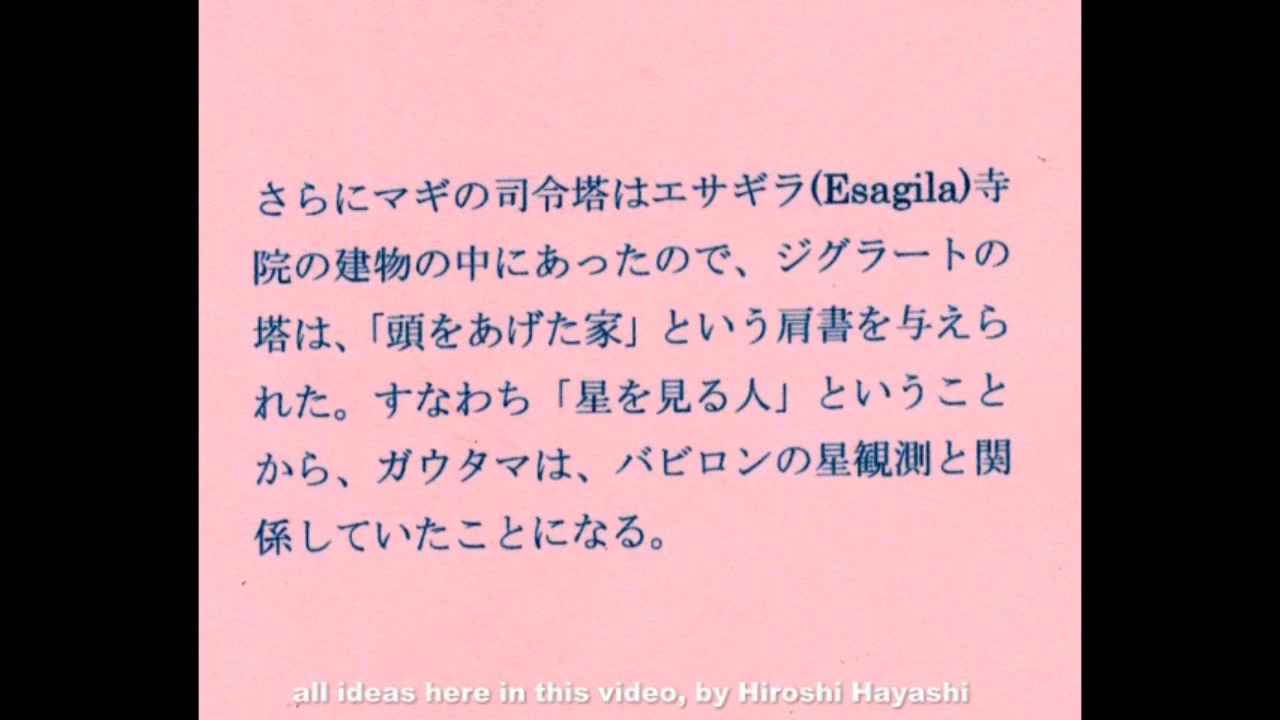 さらにマギの司令塔はエサギラ(Esagila)寺
院の建物の中にあったので、ジグラートの
塔は、「頭をあげた家」という肩書を与えら
れた。すなわち「星を見る人」ということ
から、ガウタマは、バビロンの星観測と関
係していたことになる。
all ideas here in this video, by Hiroshi Hayashi